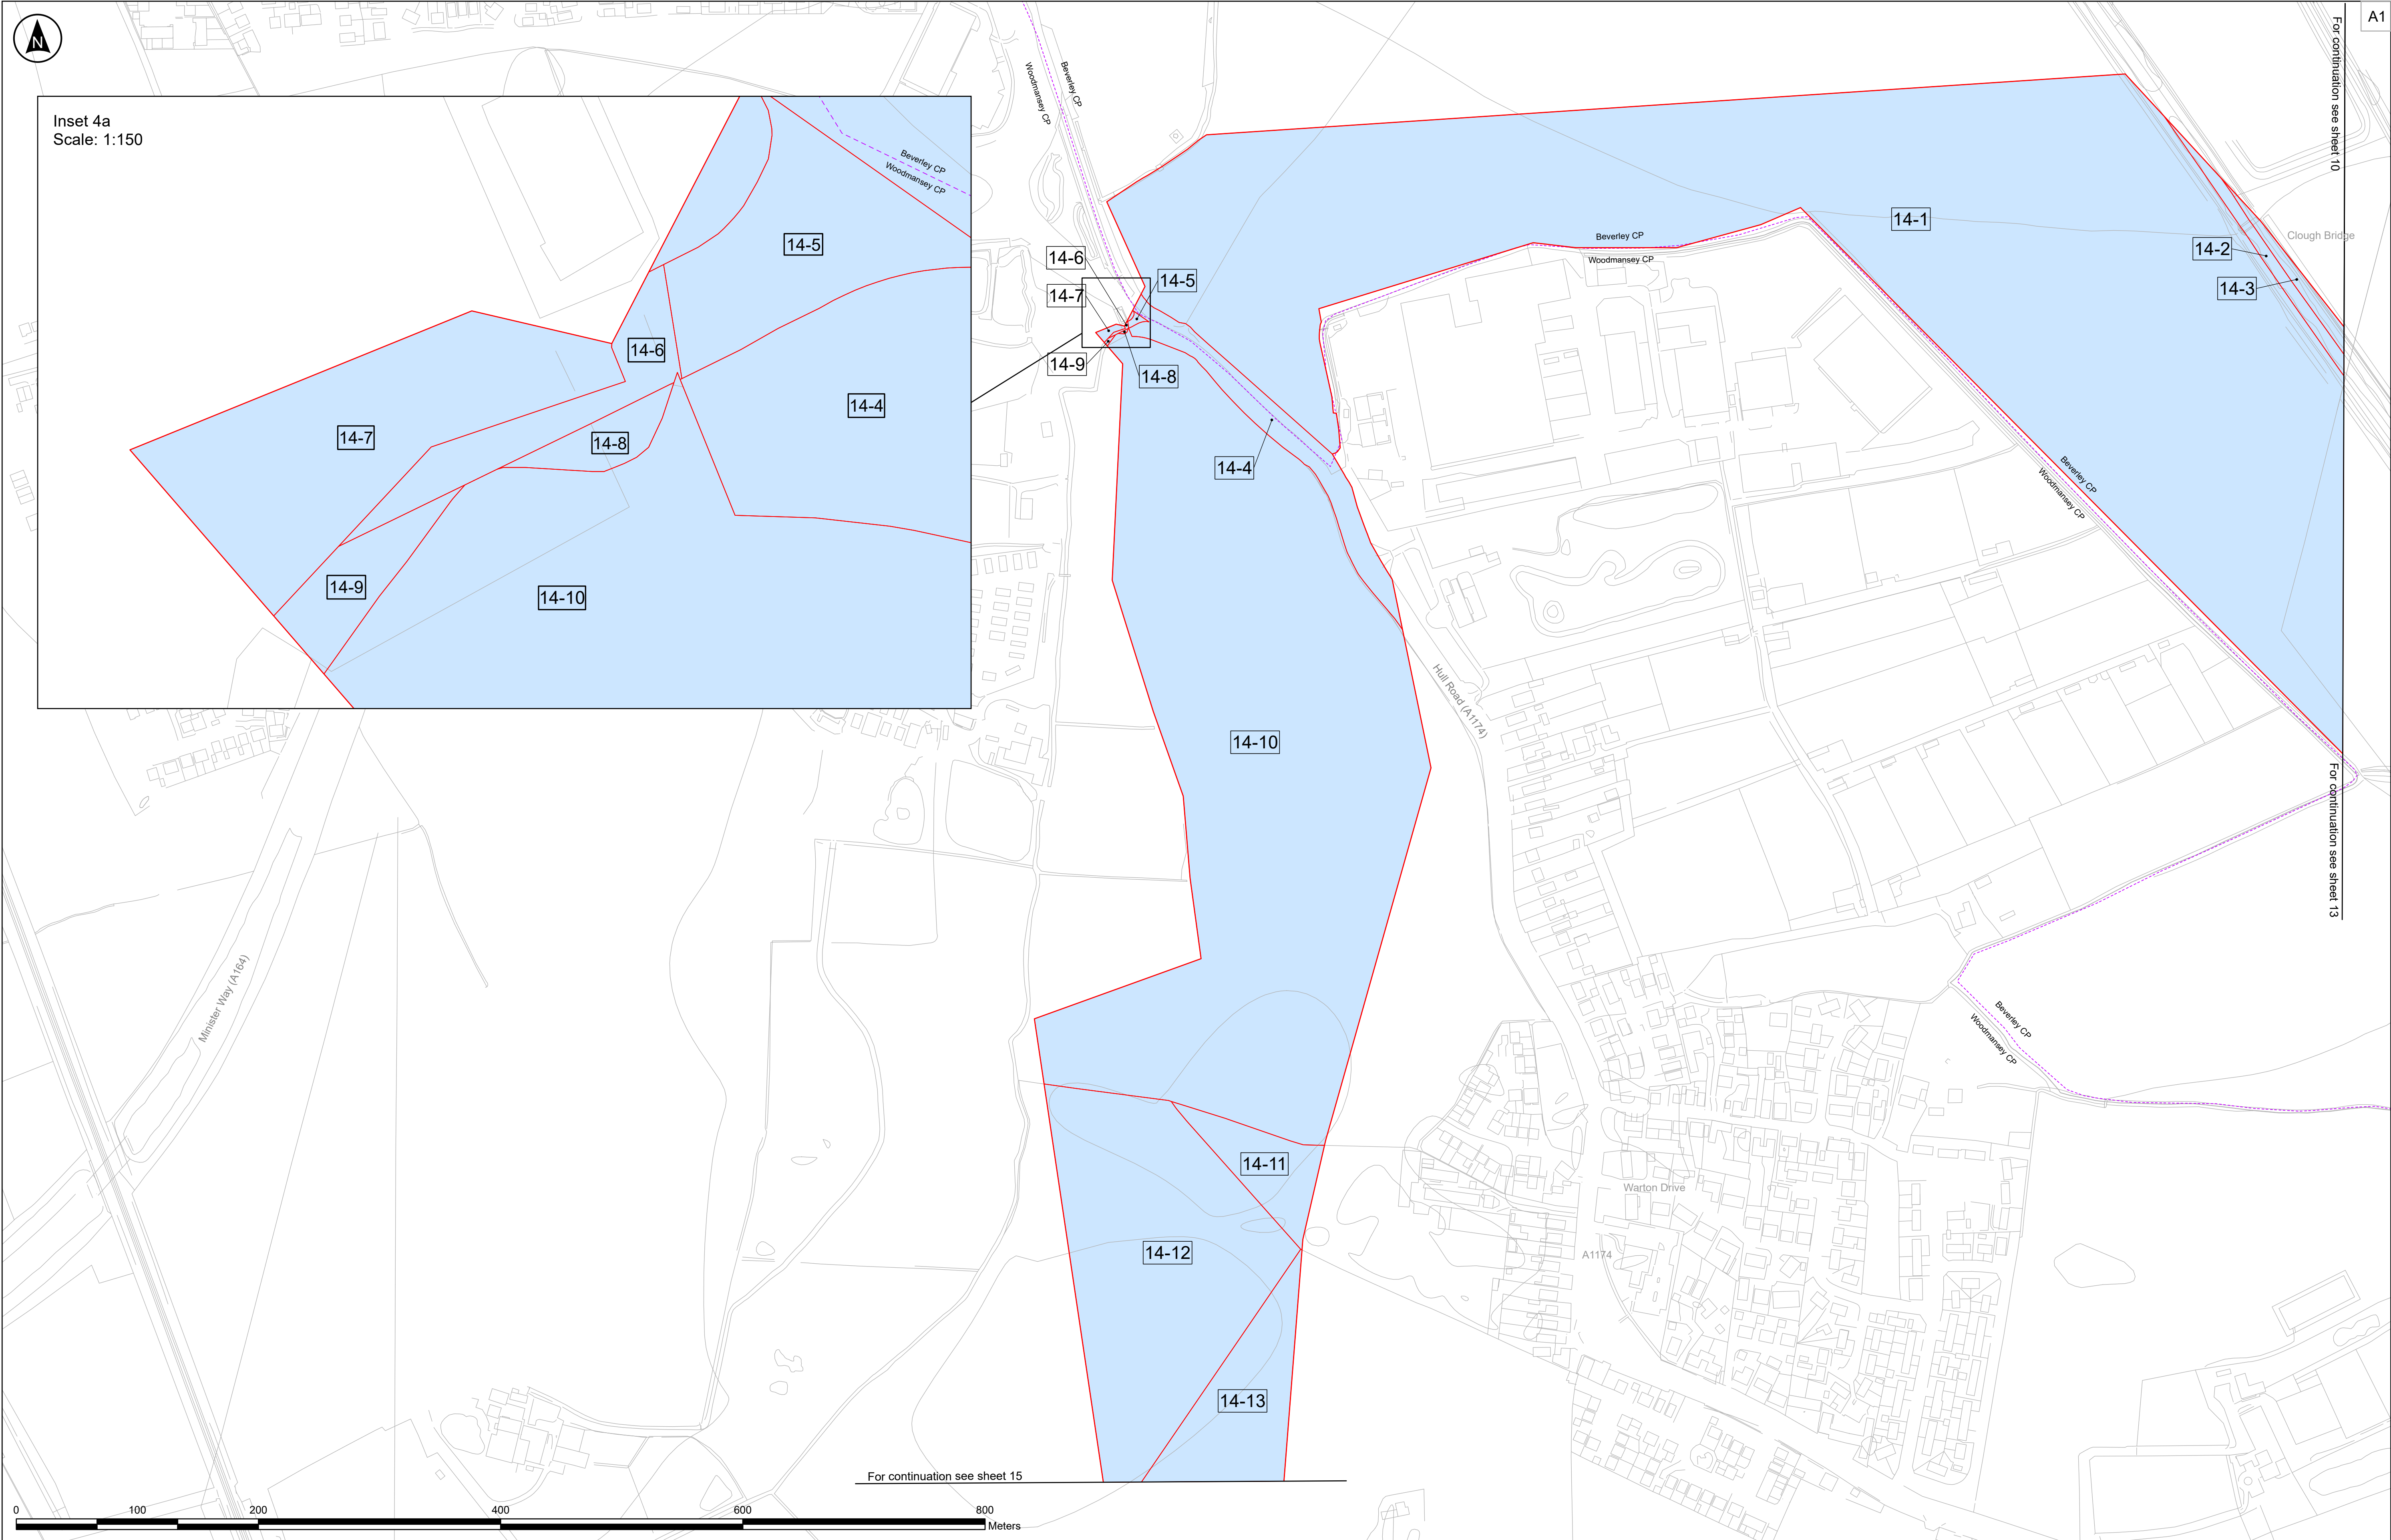 N
A1
Inset 4a
Scale: 1:150
Beverley CP
Woodmansey CP
14-5
14-6
14-4
14-7
14-8
14-9
14-10
Woodmansey CP
Beverley CP
14-6
14-5
14-7
14-9
14-8
14-4
Beverley CP
Woodmansey CP
14-1
14-2
14-3
Clough Bridge
For continuation see sheet 10
Beverley CP
Woodmansey CP
Hull Road (A1174)
14-10
For continuation see sheet 13
Minister Way (A164)
Beverley CP
Woodmansey CP
14-11
Warton Drive
14-12
A1174
14-13
For continuation see sheet 15
0 100 200 400 600 800
Meters